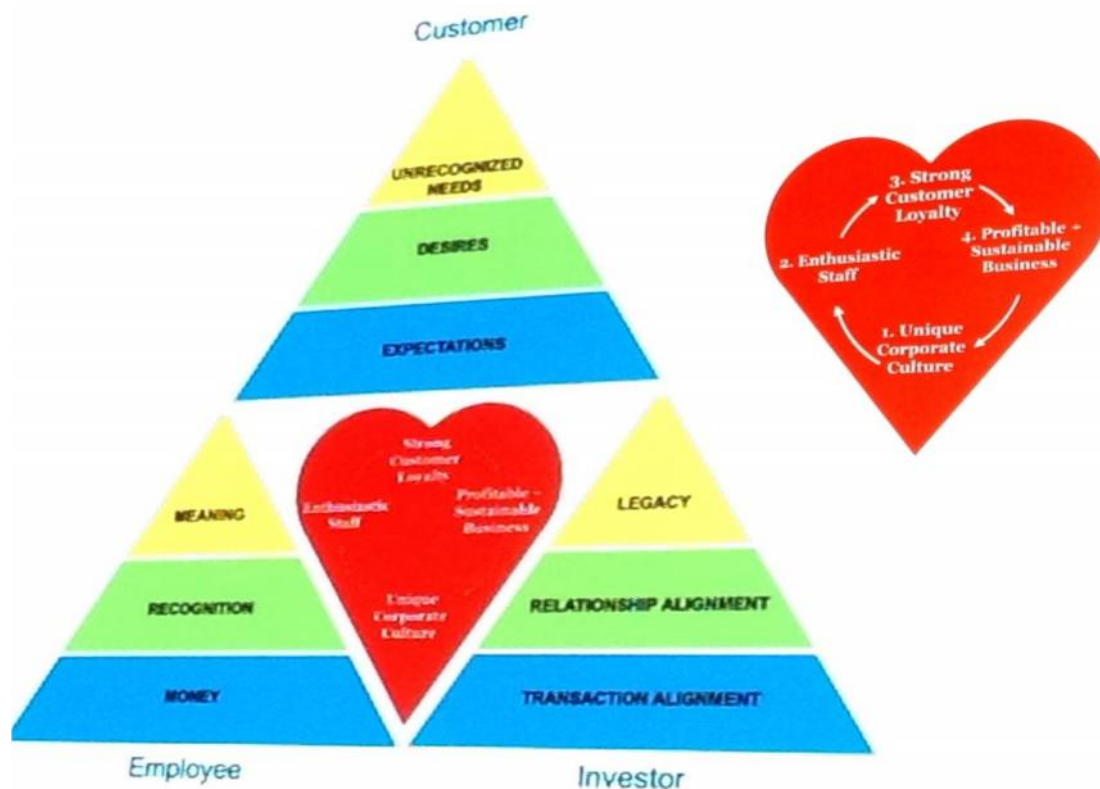 Customer
UNRECOGNIZED
NEEDS
DESIRES
EXPECTATIONS
3. Strong
Customer
Loyalty
4. Profitable +
Sustainable
Business
2. Enthusiastic
Staff
1. Unique
Corporate
Culture
MEANING
RECOGNITION
MONEY
Employee
Strong
Customer
Loyalty
Enthusiastic
Staff
Profitable +
Sustainable
Business
Unique
Corporate
Culture
LEGACY
RELATIONSHIP ALIGNMENT
TRANSACTION ALIGNMENT
Investor